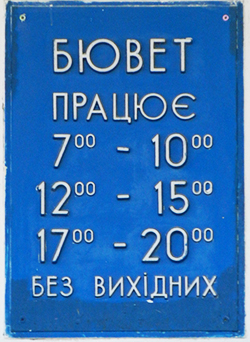 БЮВЕТ
ПРАЦЮЄ
7⁰⁰ - 10⁰⁰
12⁰⁰ - 15⁰⁰
17⁰⁰ - 20⁰⁰
БЕЗ ВИХІДНИХ